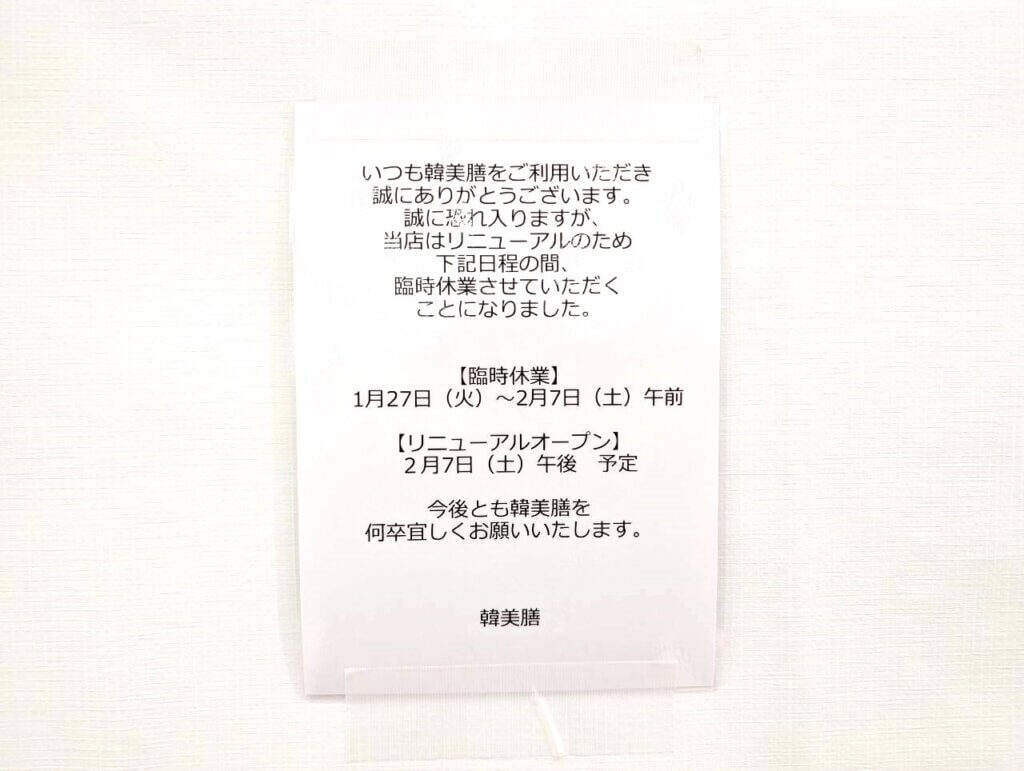 いつも韓美膳をご利用いただき
誠にありがとうございます。
誠に恐れ入りますが、
当店はリニューアルのため
下記日程の間、
臨時休業させていただく
ことになりました。
【臨時休業】
1月27日（火）～2月7日（土）午前
【リニューアルオープン】
２月7日（土）午後　予定
今後とも韓美膳を
何卒宜しくお願いいたします。
韓美膳